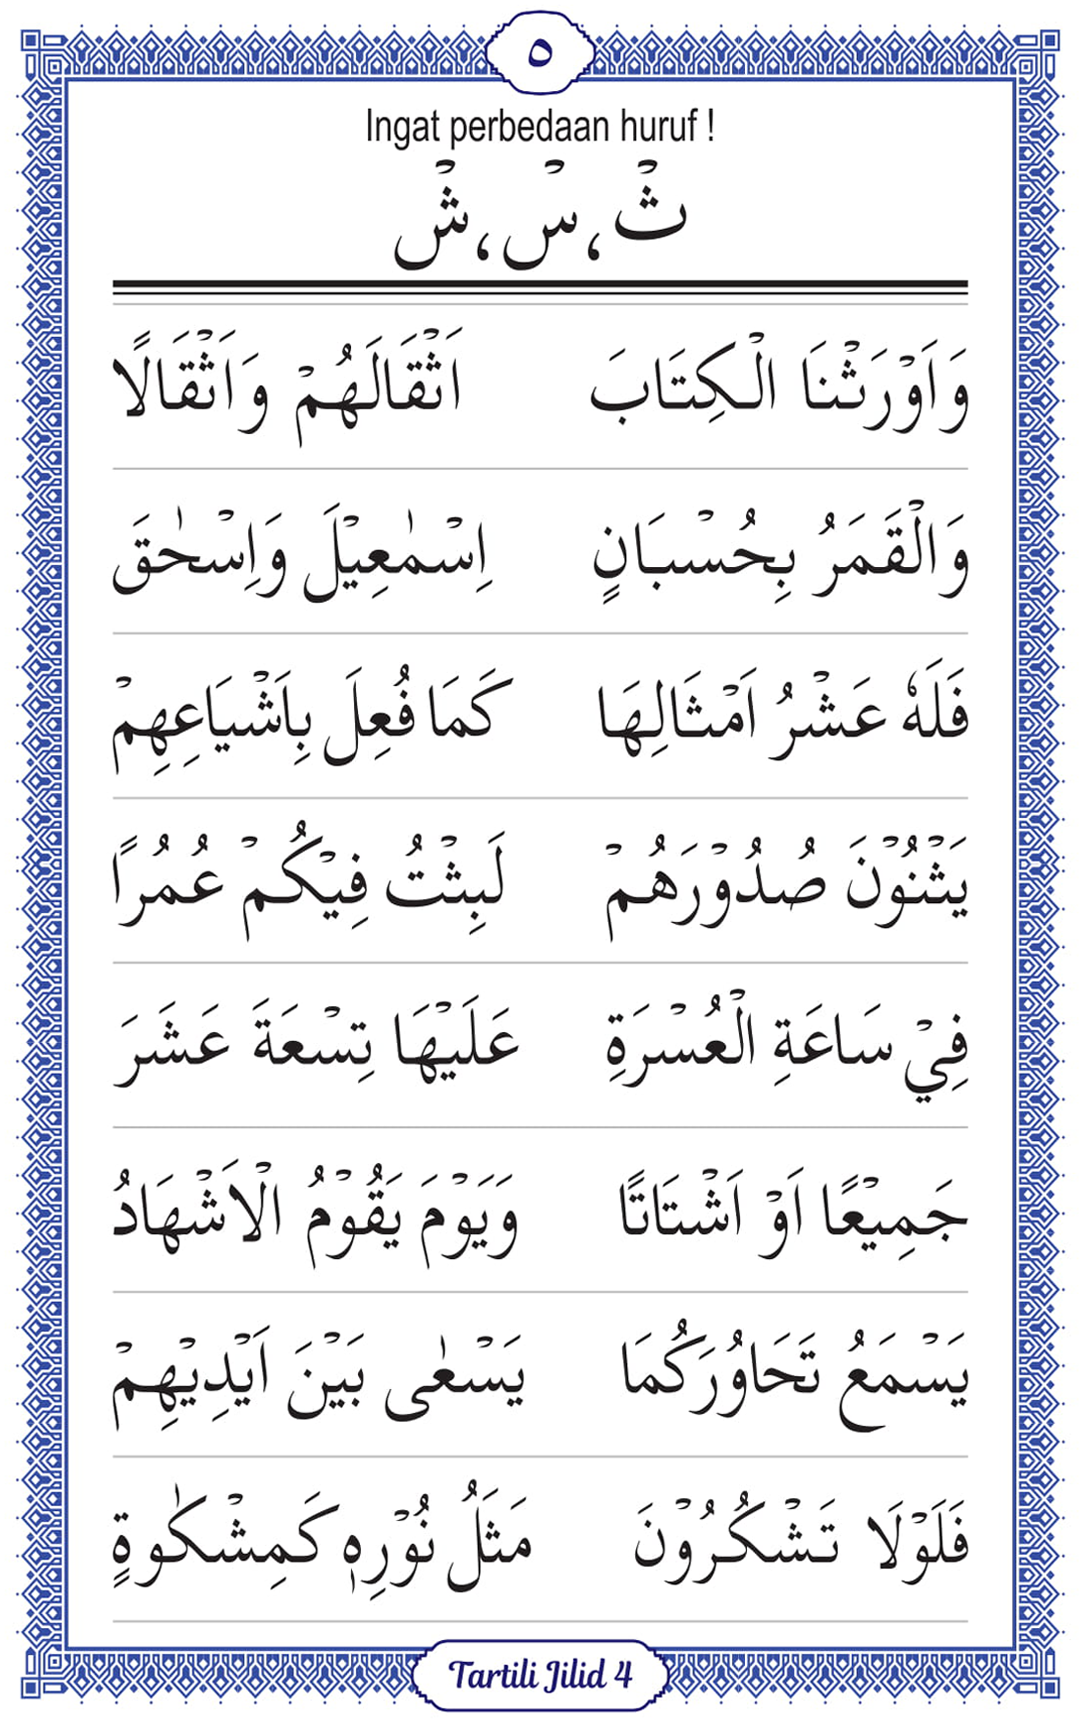 ٥
Ingat perbedaan huruf !
ثْ ، سْ ، شْ
وَاَوْرَثْنَا الْكِتَابَ اَثْقَالَهُمْ وَاَثْقَالًا
وَالْقَمَرُ بِحُسْبَانٍ اِسْمٰعِيْلَ وَاِسْحٰقَ
فَلَهٗ عَشْرُ اَمْثَالِهَا كَمَا فُعِلَ بِاَشْيَاعِهِمْ
يَثْنُوْنَ صُدُوْرَهُمْ لَبِثْتُ فِيْكُمْ عُمُرًا
فِيْ سَاعَةِ الْعُسْرَةِ عَلَيْهَا تِسْعَةَ عَشَرَ
جَمِيْعًا اَوْ اَشْتَاتًا وَيَوْمَ يَقُوْمُ الْاَشْهَادُ
يَسْمَعُ تَحَاوُرَكُمَا يَسْعٰى بَيْنَ اَيْدِيْهِمْ
فَلَوْلَا تَشْكُرُوْنَ مَثَلُ نُوْرِهٖ كَمِشْكٰوةٍ
Tartili Jilid 4